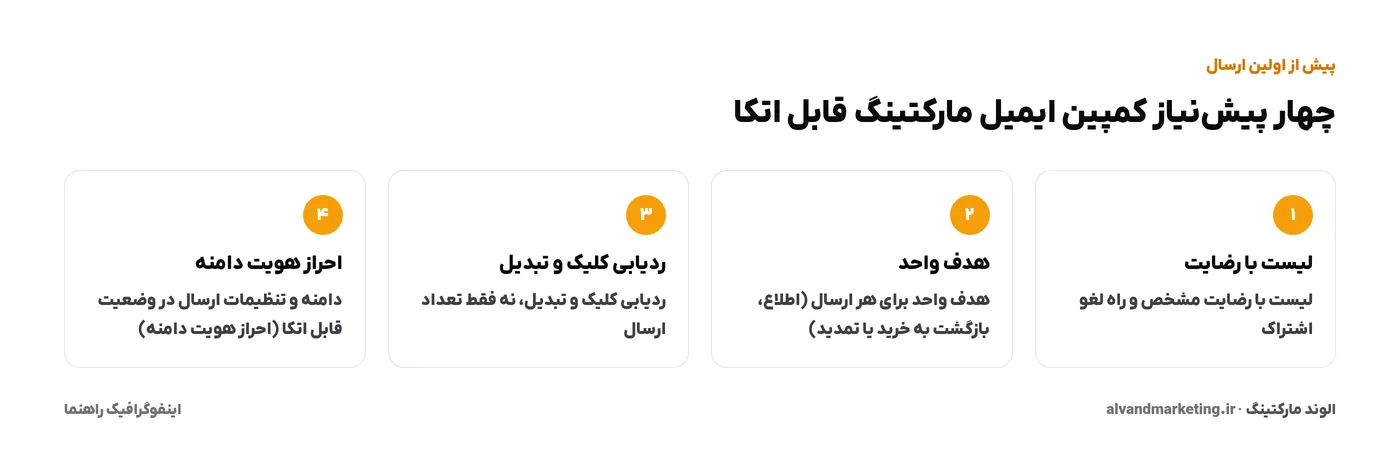 پیش از اولین ارسال
چهار پیش‌نیاز کمپین ایمیل مارکتینگ قابل اتکا
۱
لیست با رضایت
لیست با رضایت مشخص و راه لغو
اشتراک
۲
هدف واحد
هدف واحد برای هر ارسال (اطلاع،
بازگشت به خرید یا تمدید)
۳
ردیابی کلیک و تبدیل
ردیابی کلیک و تبدیل، نه فقط تعداد
ارسال
۴
احراز هویت دامنه
دامنه و تنظیمات ارسال در وضعیت
قابل اتکا (احراز هویت دامنه)
الوند مارکتینگ · alvandmarketing.ir
اینفوگرافیک راهنما